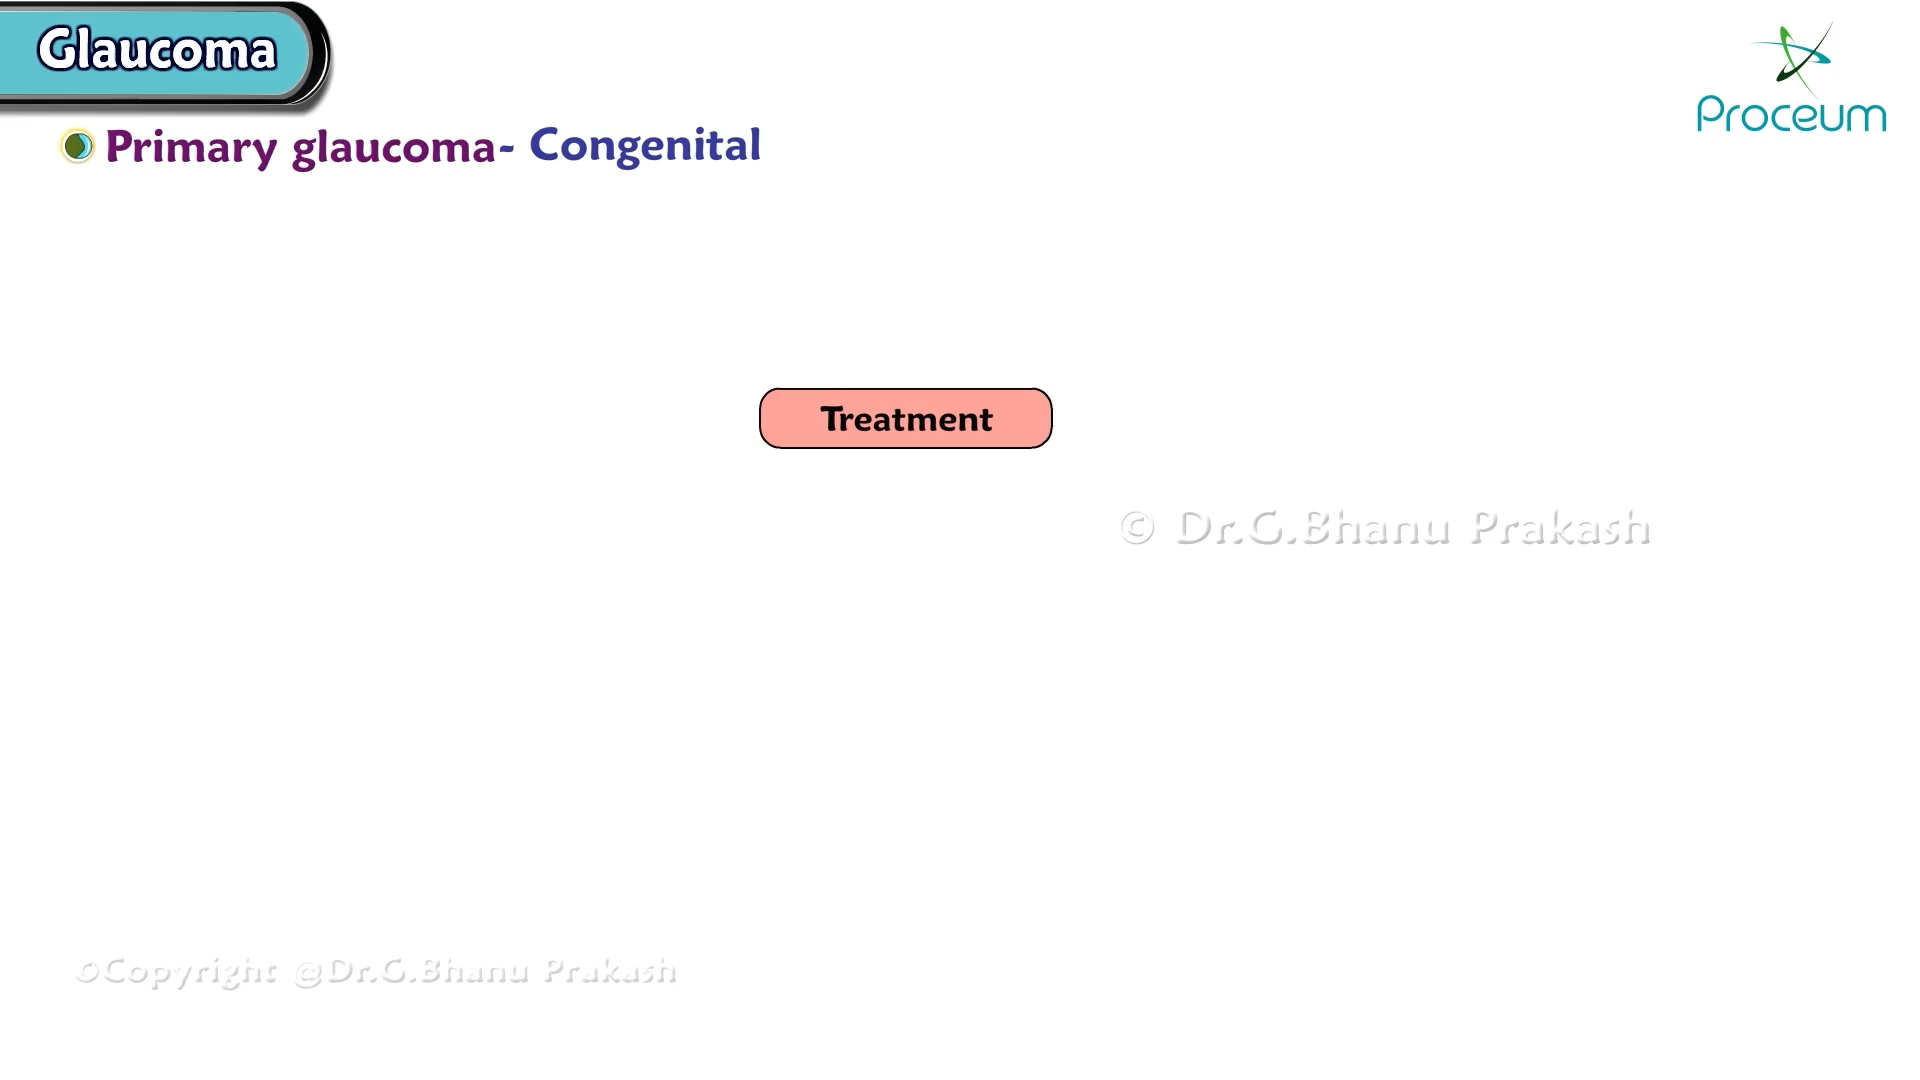 Glaucoma
Proceum
Primary glaucoma- Congenital
Treatment
© Dr.G.Bhanu Prakash
©Copyright @Dr.G.Bhanu Prakash